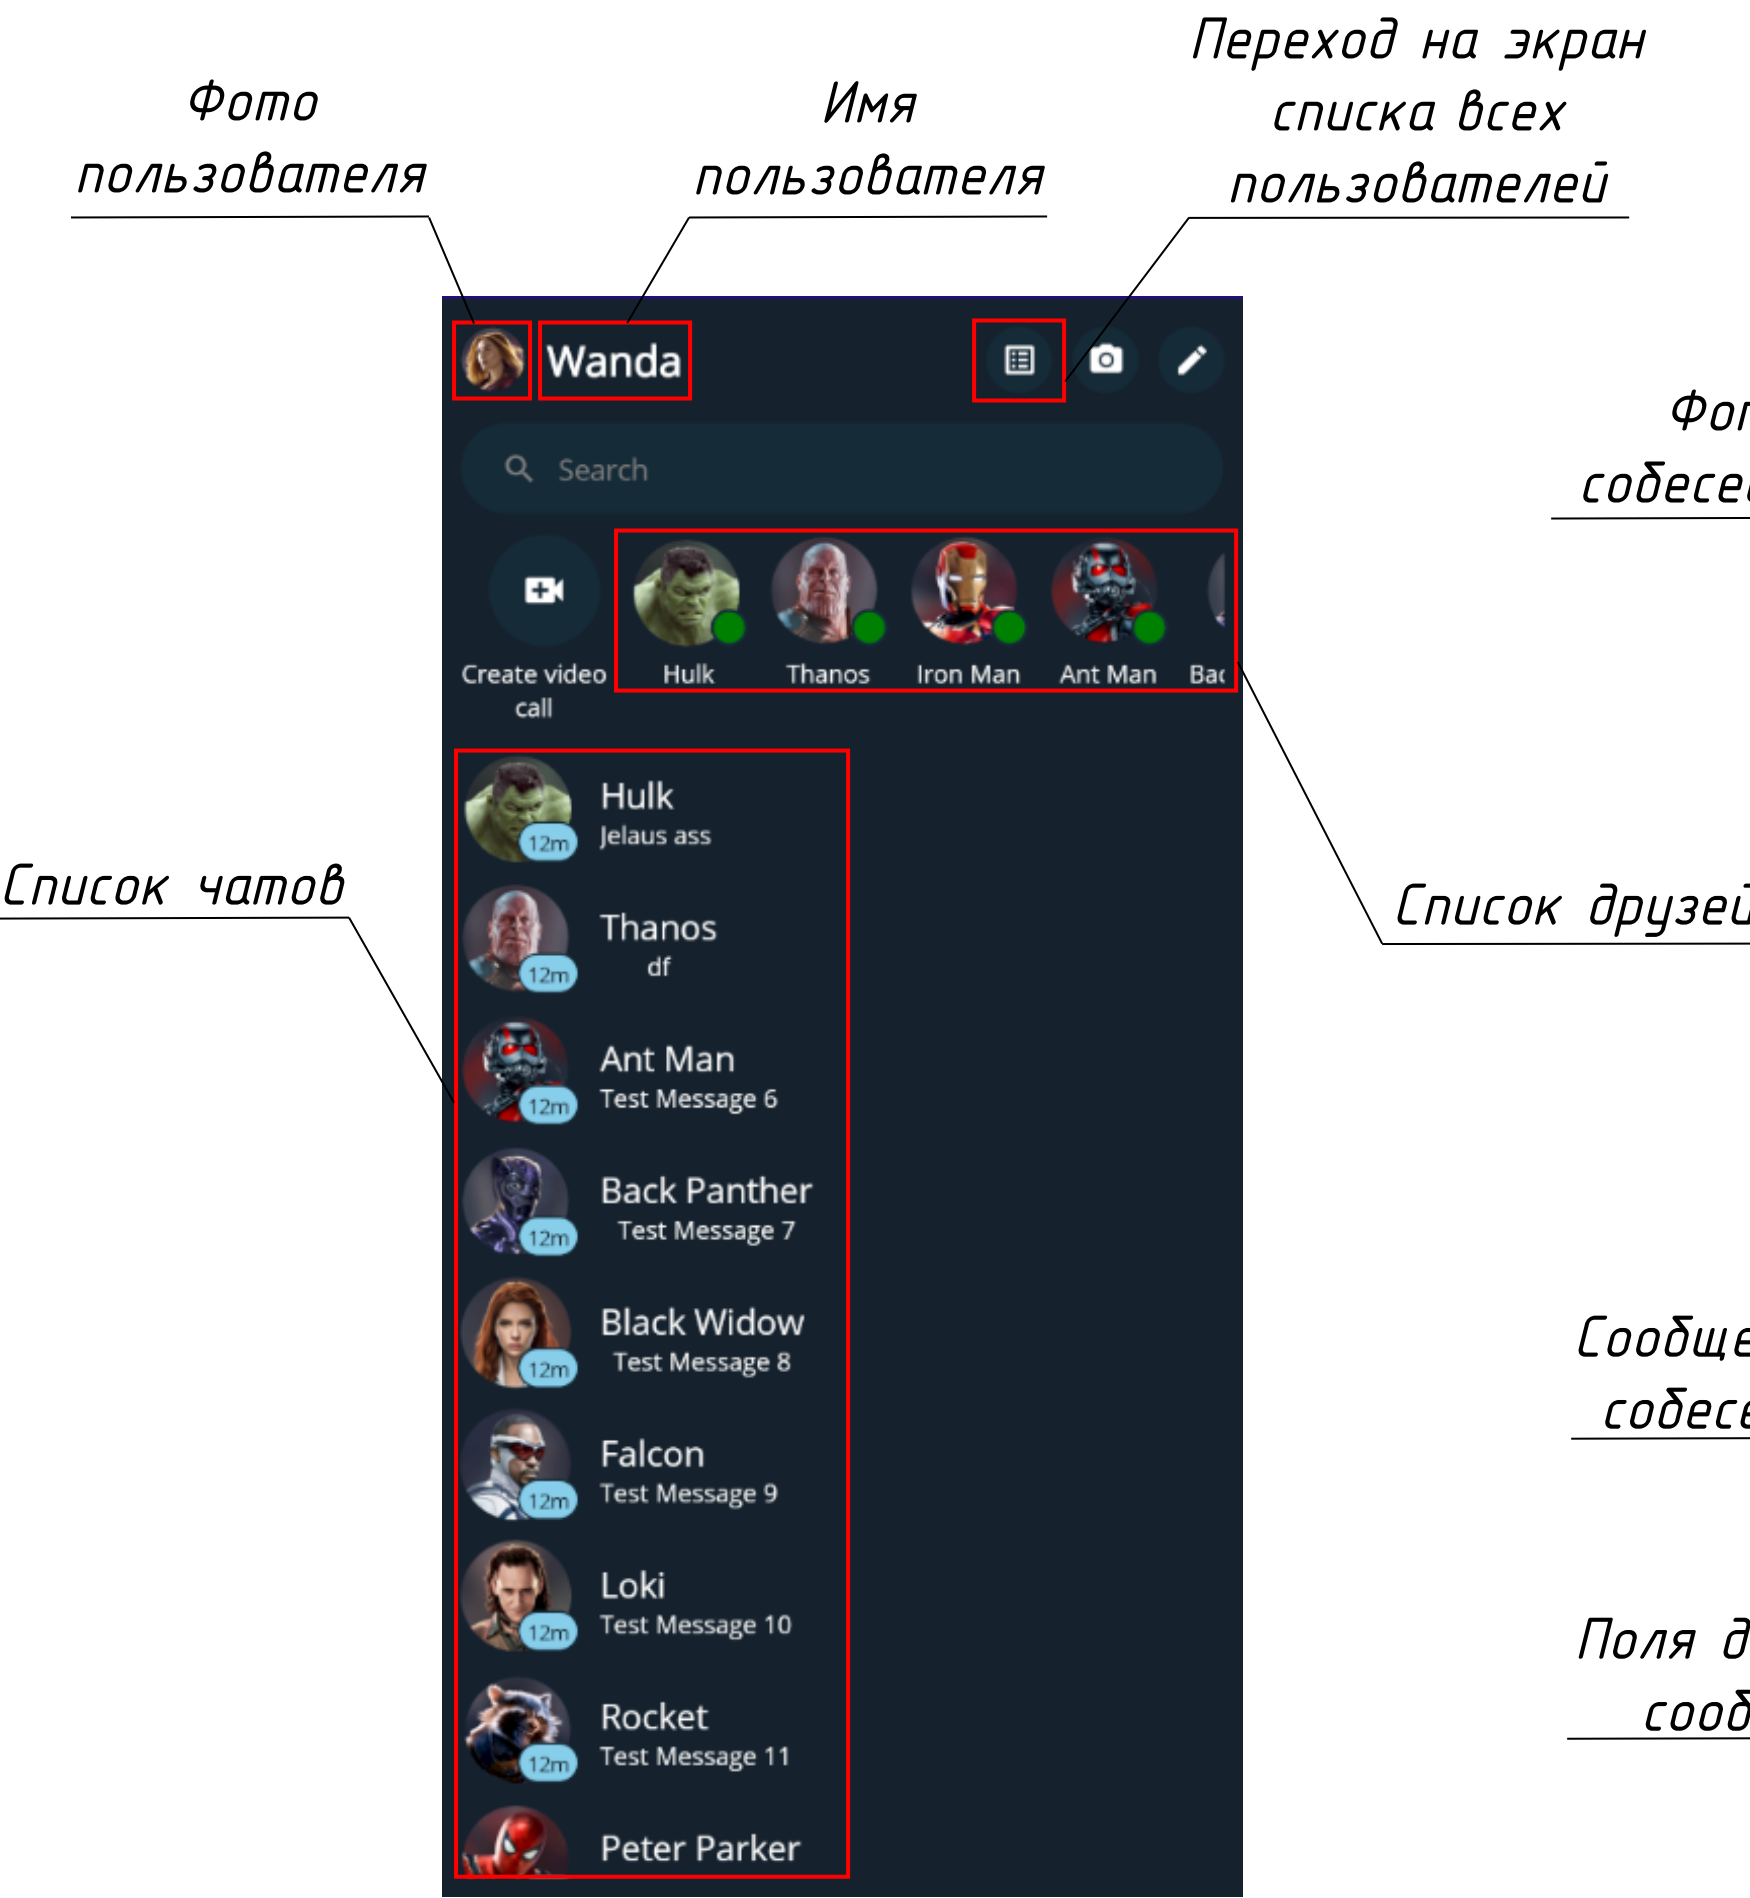 Фото
пользователя
Имя
пользователя
Переход на экран
списка всех
пользователей
Wanda
Search
Create video
call
Hulk
Thanos
Iron Man
Ant Man
Список чатов
Hulk
Jelaus ass
12m
Thanos
df
12m
Ant Man
Test Message 6
12m
Back Panther
Test Message 7
12m
Black Widow
Test Message 8
12m
Falcon
Test Message 9
12m
Loki
Test Message 10
12m
Rocket
Test Message 11
12m
Peter Parker
Список друзей
Поля